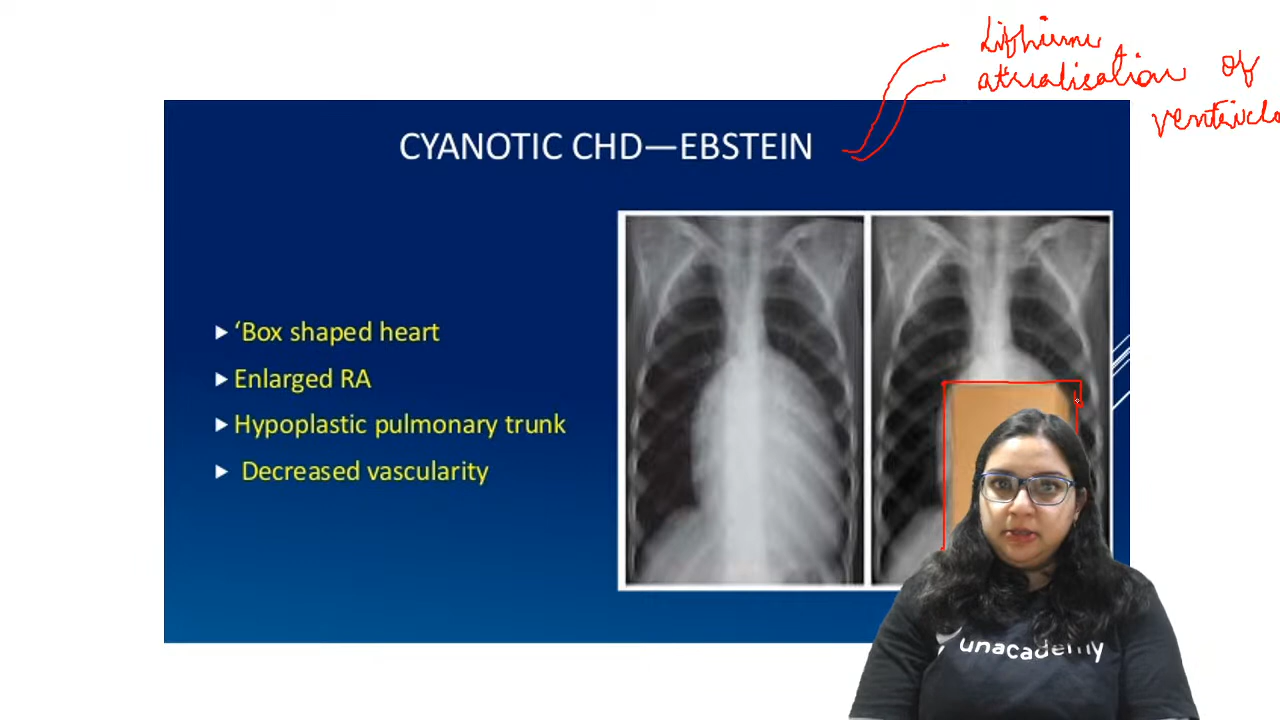 Lithium
atrialisation of
ventricle
CYANOTIC CHD—EBSTEIN
‘Box shaped heart
Enlarged RA
Hypoplastic pulmonary trunk
Decreased vascularity
unacademy